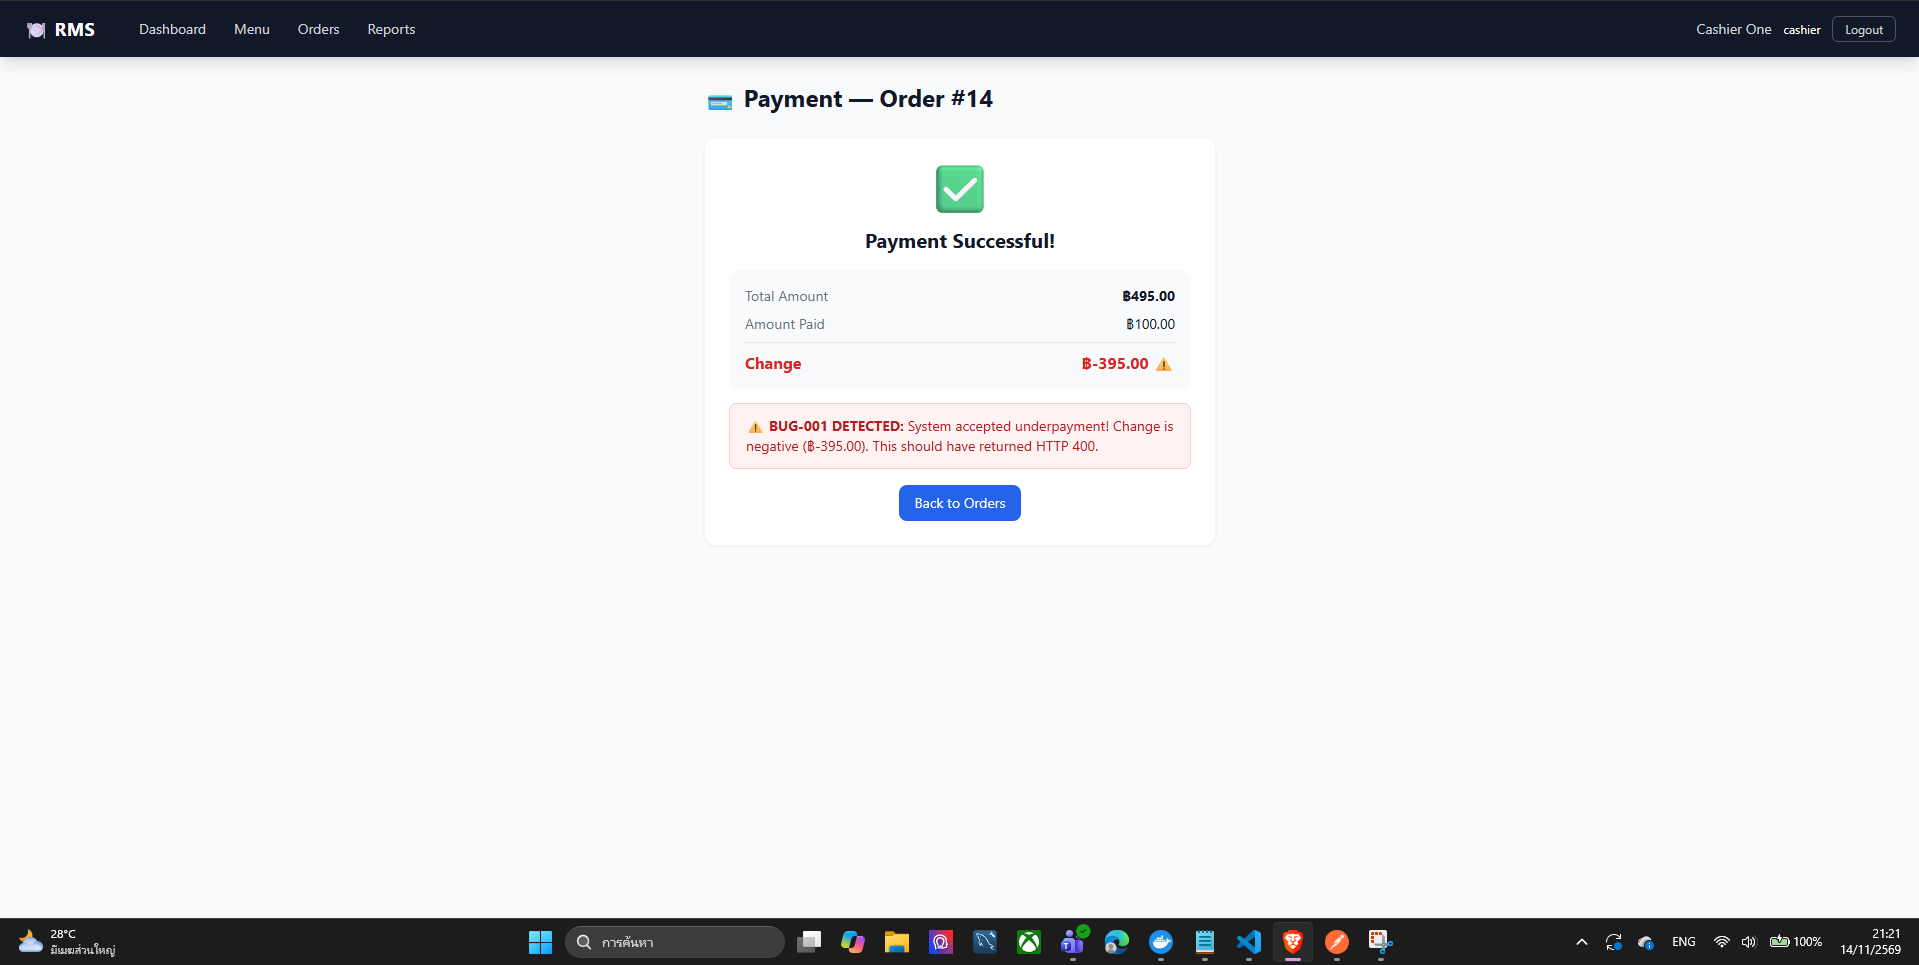 RMS
Dashboard Menu Orders Reports
Cashier One cashier Logout
Payment — Order #14
Payment Successful!
Total Amount ฿495.00
Amount Paid ฿100.00
Change ฿-395.00
BUG-001 DETECTED: System accepted underpayment! Change is
negative (฿-395.00). This should have returned HTTP 400.
Back to Orders
28°C
มีเมฆส่วนใหญ่
การค้นหา
ENG
100%
21:21
14/11/2569